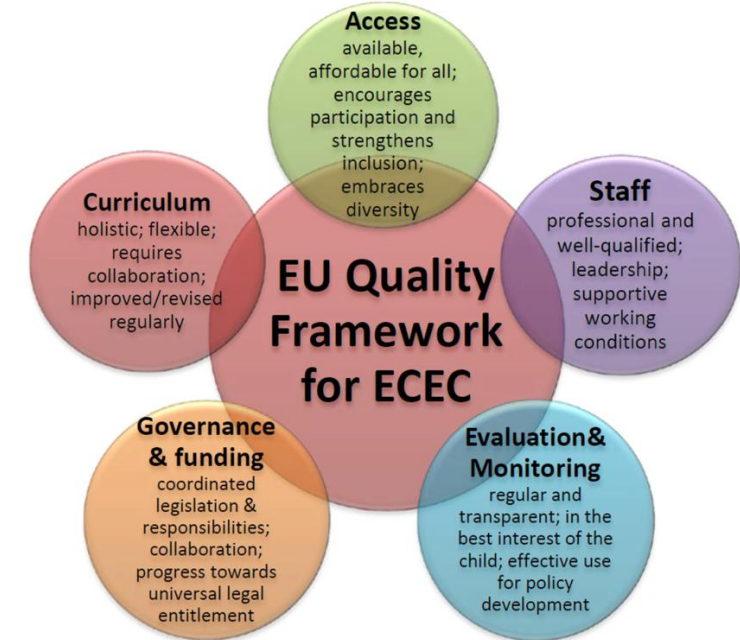 Access
available,
affordable for all;
encourages
participation and
strengthens
inclusion;
embraces
diversity
Curriculum
holistic; flexible;
requires
collaboration;
improved/revised
regularly
Staff
professional and
well-qualified;
leadership;
supportive
working
conditions
EU Quality
Framework
for ECEC
Governance
& funding
coordinated
legislation &
responsibilities;
collaboration;
progress towards
universal legal
entitlement
Evaluation&
Monitoring
regular and
transparent; in the
best interest of the
child; effective use
for policy
development